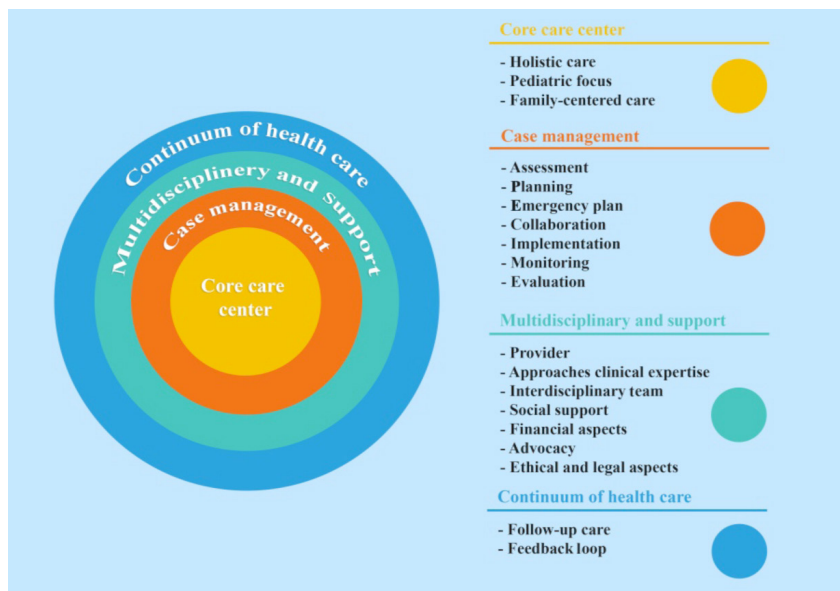 Continuum of health care
Multidisciplinery and support
Case management
Core care
center
Core care center
- Holistic care
- Pediatric focus
- Family-centered care
Case management
- Assessment
- Planning
- Emergency plan
- Collaboration
- Implementation
- Monitoring
- Evaluation
Multidisciplinary and support
- Provider
- Approaches clinical expertise
- Interdisciplinary team
- Social support
- Financial aspects
- Advocacy
- Ethical and legal aspects
Continuum of health care
- Follow-up care
- Feedback loop